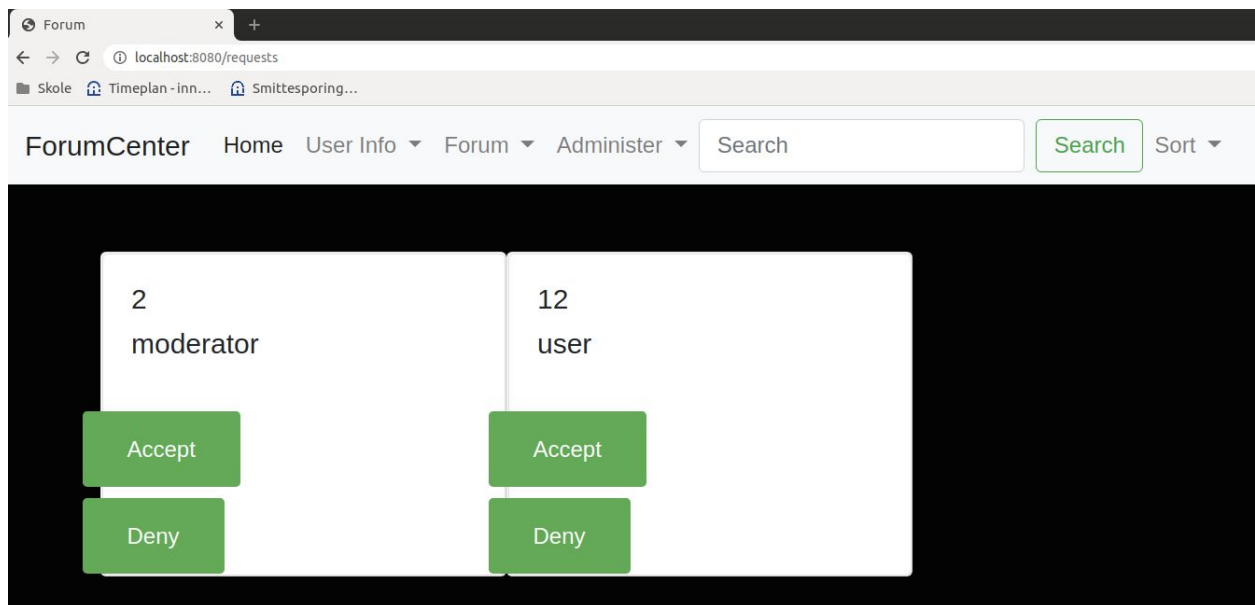 Forum
localhost:8080/requests
Skole Timeplan - inn... Smittesporing...
ForumCenter Home User Info Forum Administer Search Search Sort
2
moderator
Accept
Deny
12
user
Accept
Deny